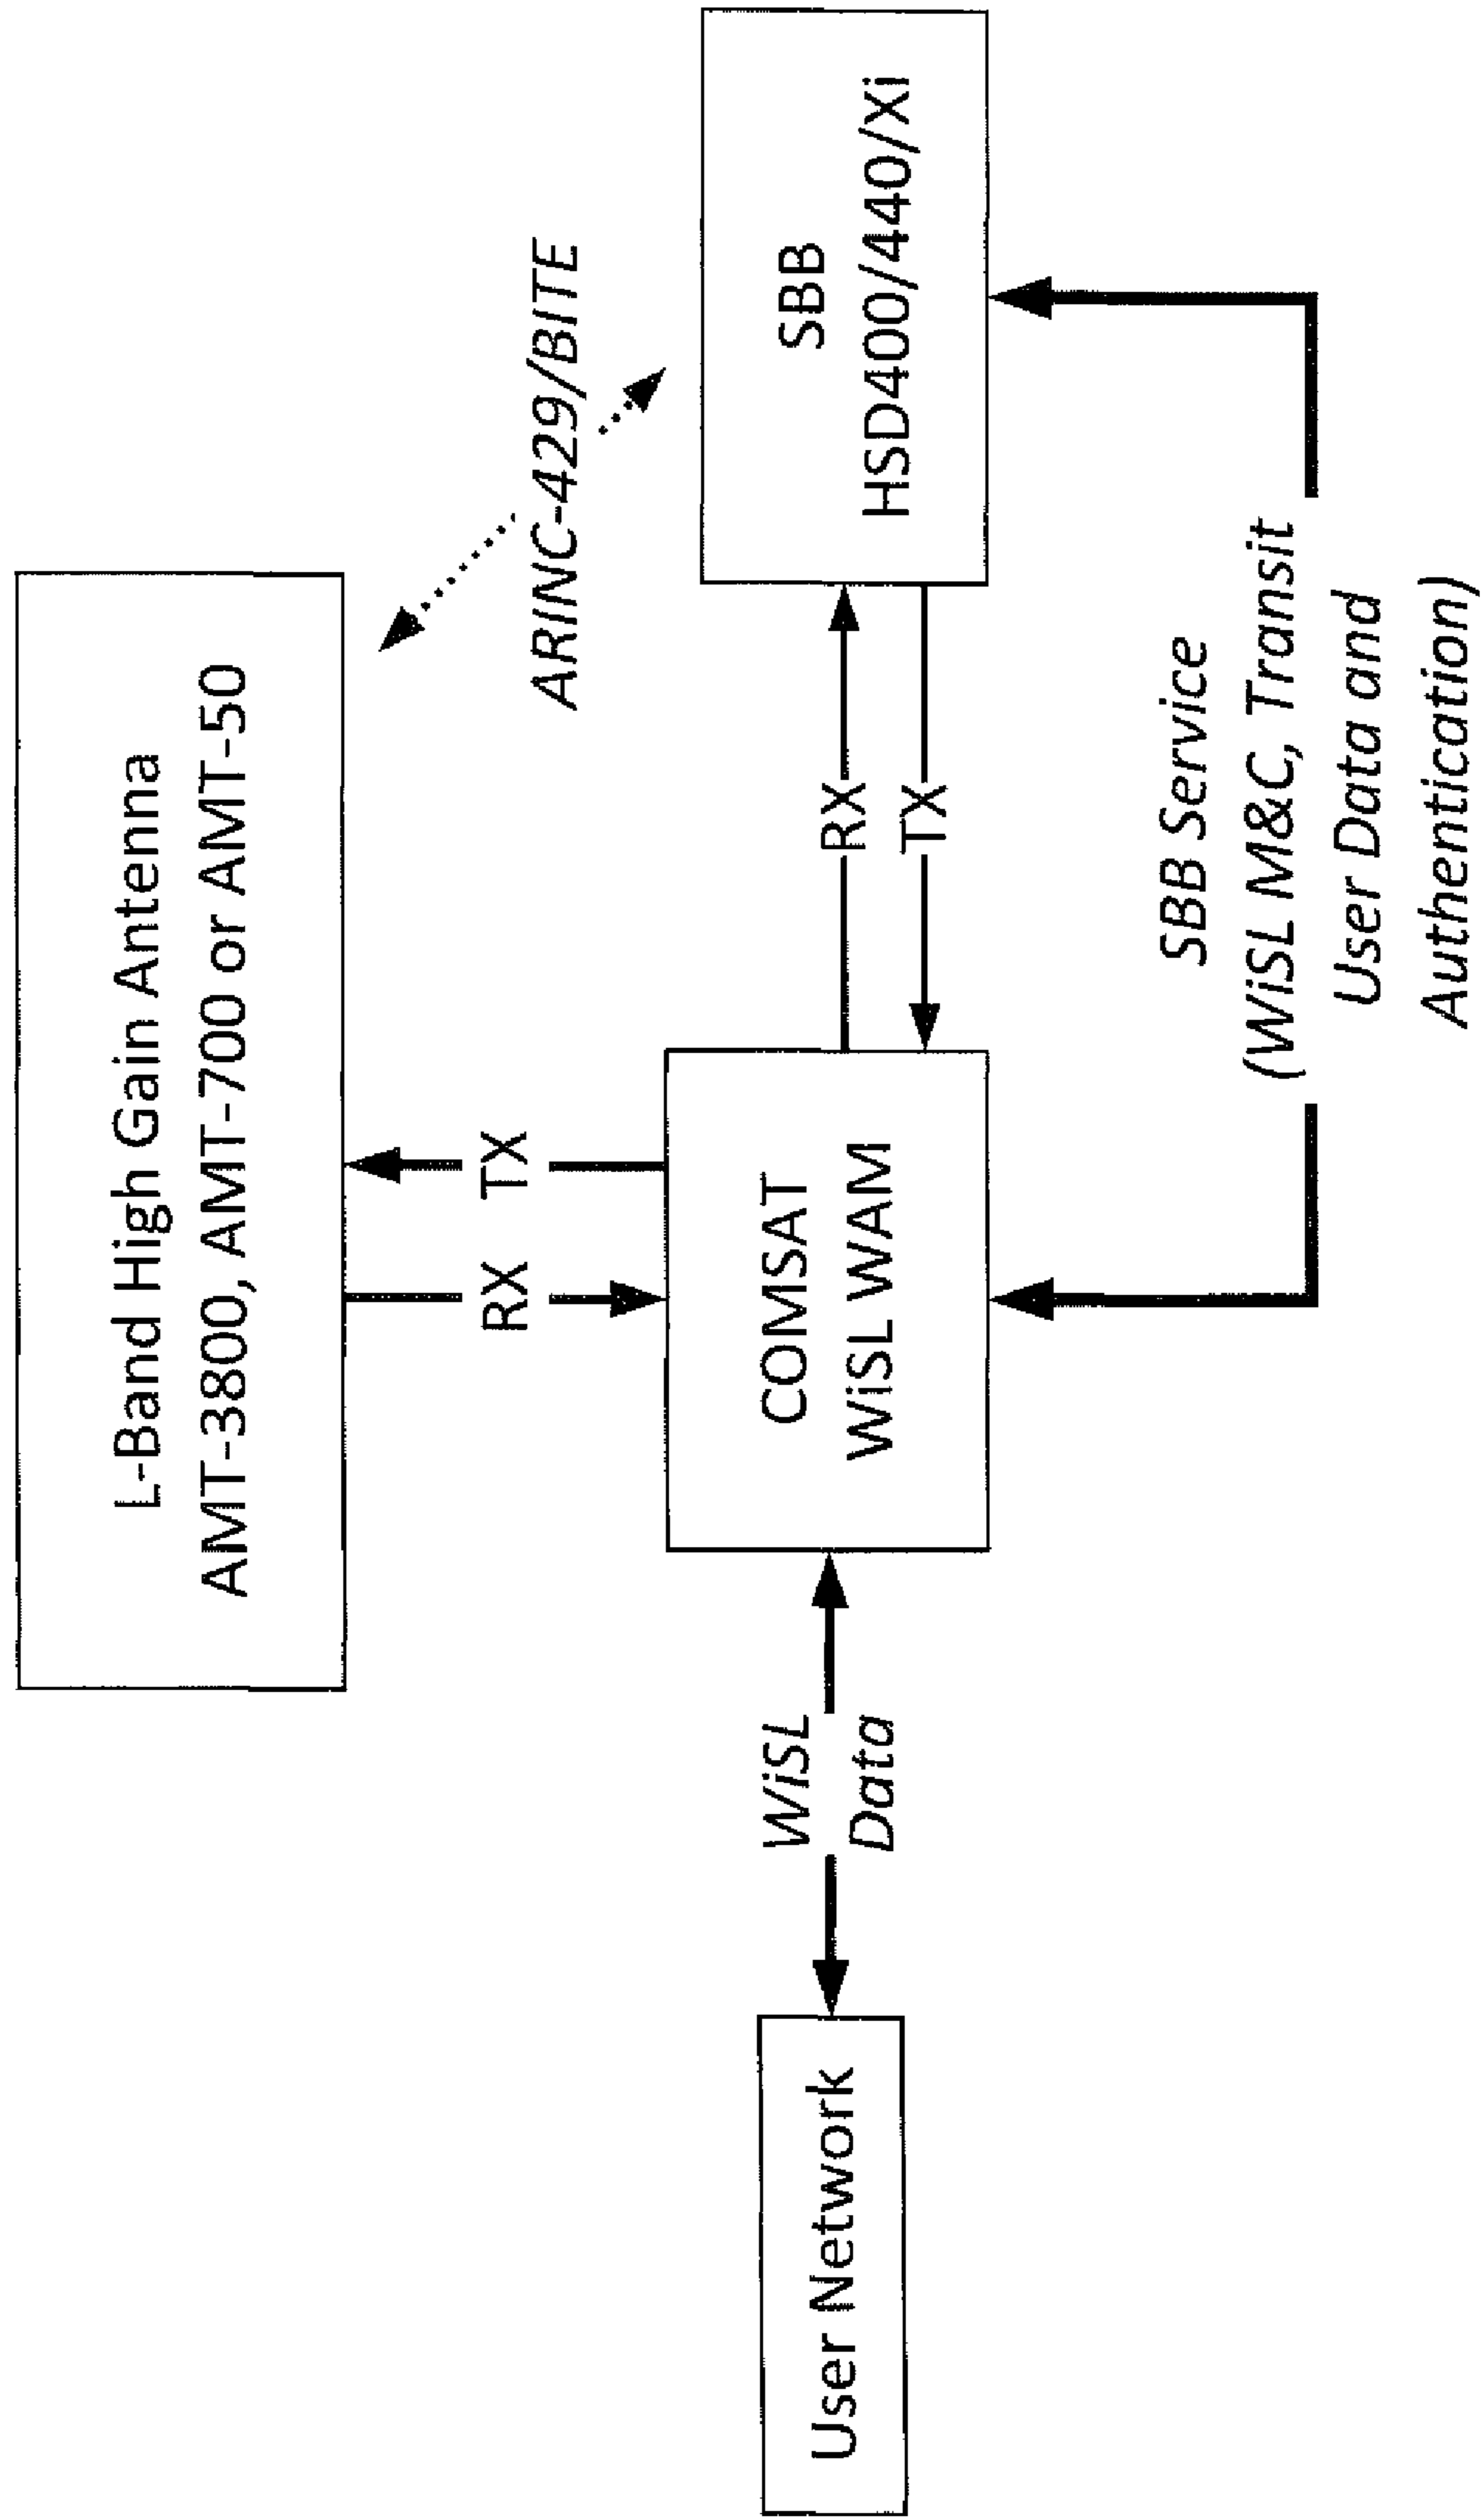 L-Band High Gain Antenna
AMT-3800, AMT-700 or AMT-50
ARINC-429/BITE
RX
TX
User Network
WiSL
Data
COMSAT
WiSL WAM
RX
TX
SBB
HSD400/440/xi
SBB Service
(WiSL M&C, Transit
User Data and
Authentication)